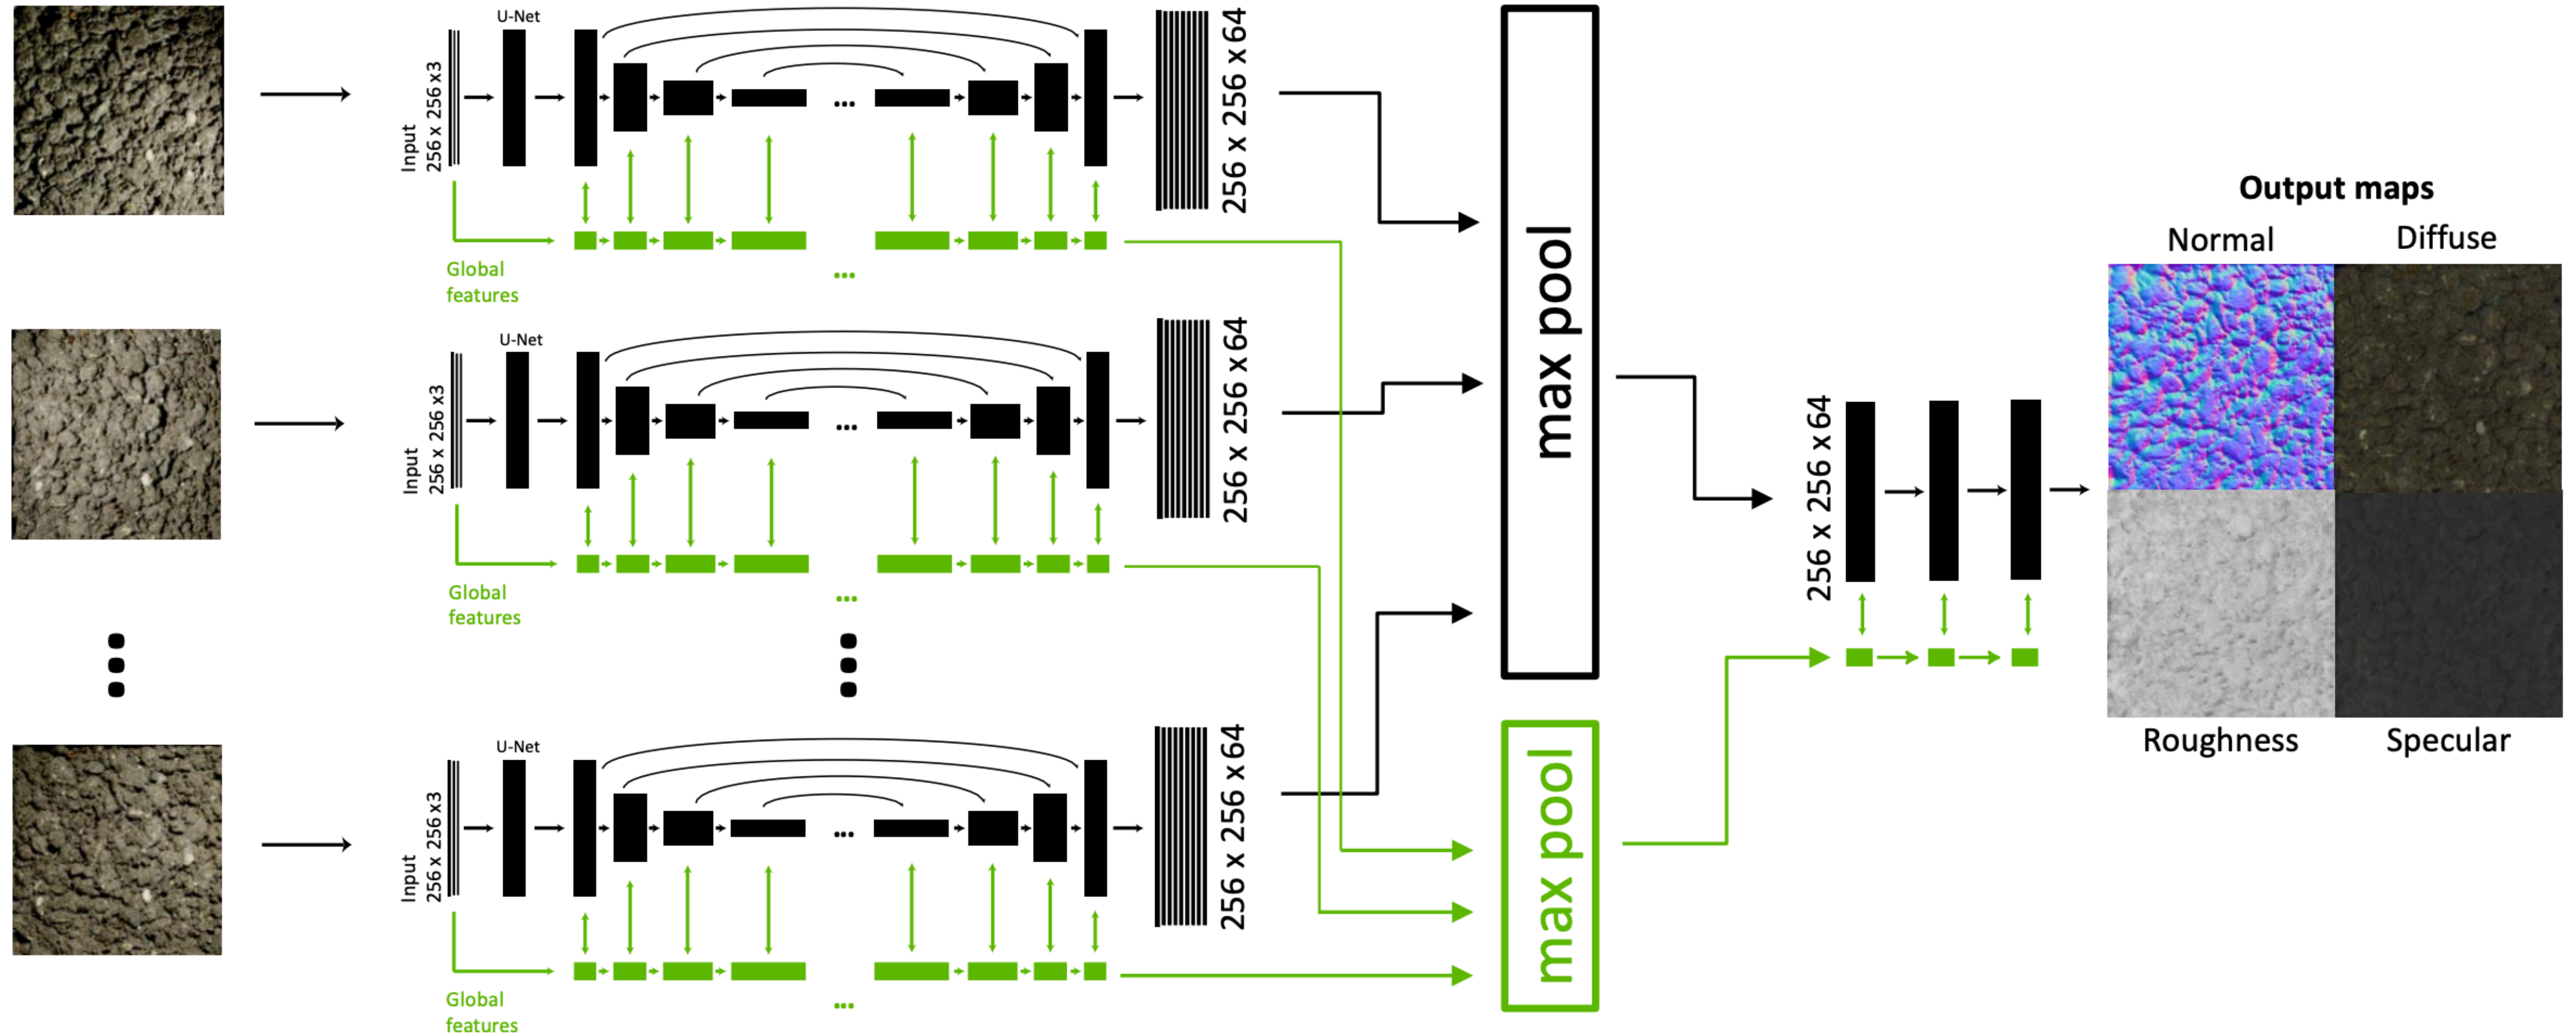 U-Net
Input
256 x 256 x3
256 x 256 x 64
Global
features
...
...
U-Net
Input
256 x 256 x3
256 x 256 x 64
Global
features
...
...
U-Net
Input
256 x 256 x3
256 x 256 x 64
Global
features
...
...
max pool
max pool
256 x 256 x 64
Output maps
Normal
Diffuse
Roughness
Specular